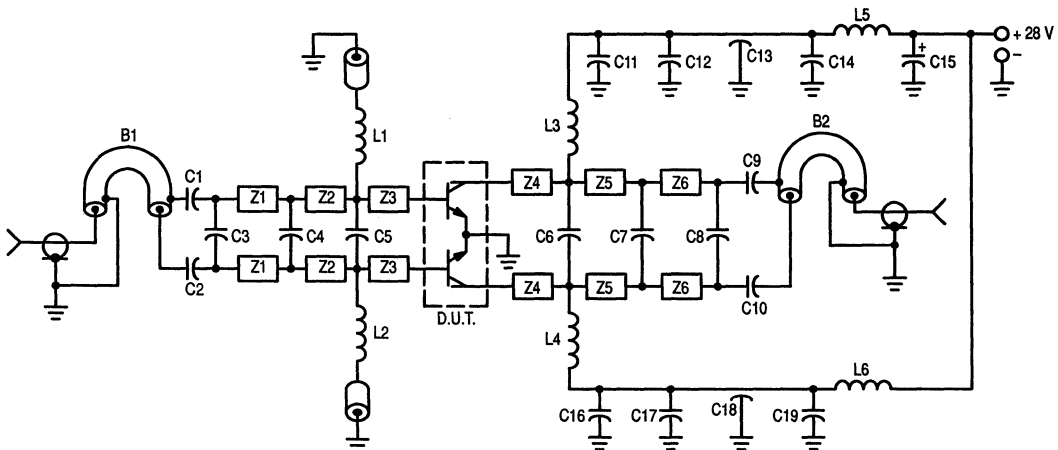 L5
+ 28 V
+
–
C11
C12
C13
C14
C15
B1
L1
L3
B2
C1
C9
Z1
Z2
Z3
Z4
Z5
Z6
C3
C4
C5
C6
C7
C8
Z1
Z2
Z3
Z4
Z5
Z6
C2
C10
D.U.T.
L2
L4
L6
C16
C17
C18
C19